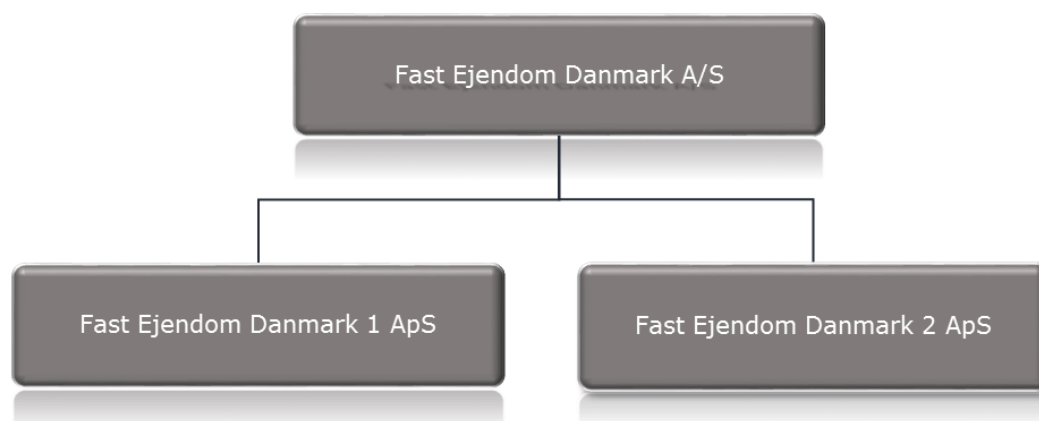 Fast Ejendom Danmark A/S
Fast Ejendom Danmark 1 ApS
Fast Ejendom Danmark 2 ApS